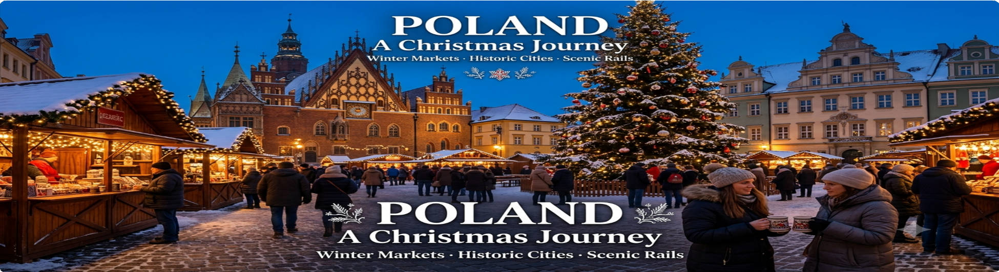 POLAND
A Christmas Journey
Winter Markets · Historic Cities · Scenic Rails
POLAND
A Christmas Journey
Winter Markets · Historic Cities · Scenic Rails